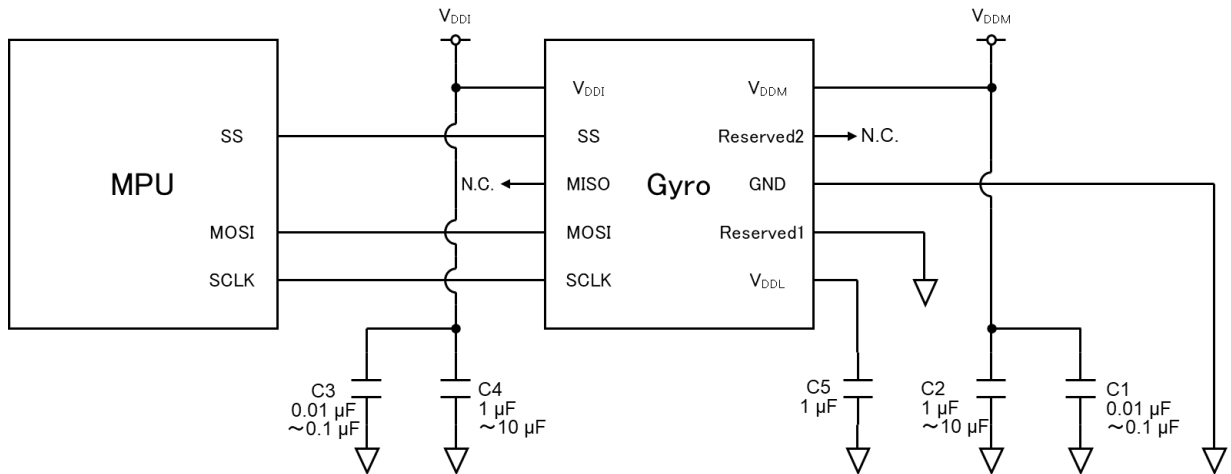 VDDI
VDDM
MPU
SS
MOSI
SCLK
N.C.
Gyro
VDDI
SS
MISO
MOSI
SCLK
VDDM
Reserved2
GND
Reserved1
VDDL
N.C.
C3
0.01 µF
～0.1 µF
C4
1 µF
～10 µF
C5
1 µF
C2
1 µF
～10 µF
C1
0.01 µF
～0.1 µF